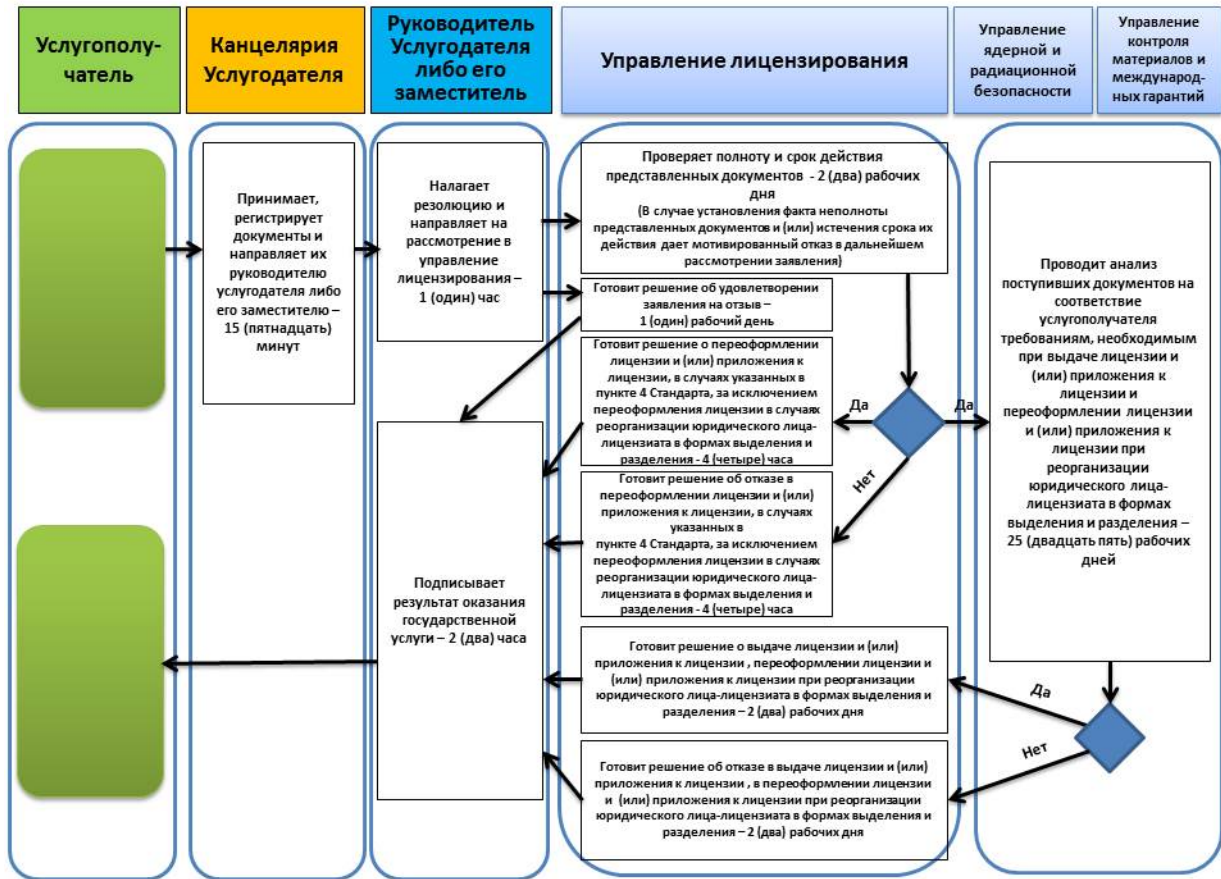 Услугополу-
чатель
Канцелярия
Услугодателя
Руководитель
Услугодателя
либо его
заместитель
Управление лицензирования
Управление
ядерной и
радиационной
безопасности
Управление
контроля
материалов и
международ-
ных гарантий
Принимает,
регистрирует
документы и
направляет их
руководителю
услугодателя либо
его заместителю –
15 (пятнадцать)
минут
Налагает
резолюцию и
направляет на
рассмотрение в
управление
лицензирования –
1 (один) час
Проверяет полноту и срок действия
представленных документов - 2 (два) рабочих
дня
(В случае установления факта неполноты
представленных документов и (или) истечения срока их
действия дает мотивированный отказ в дальнейшем
рассмотрении заявления)
Готовит решение об удовлетворении
заявления на отзыв –
1 (один) рабочий день
Готовит решение о переоформлении
лицензии и (или) приложения к
лицензии, в случаях указанных в
пункте 4 Стандарта, за исключением
переоформления лицензии в случаях
реорганизации юридического лица-
лицензиата в формах выделения и
разделения - 4 (четыре) часа
Да
Да
Нет
Готовит решение об отказе в
переоформлении лицензии и (или)
приложения к лицензии, в случаях
указанных в
пункте 4 Стандарта, за исключением
переоформления лицензии в случаях
реорганизации юридического лица-
лицензиата в формах выделения и
разделения - 4 (четыре) часа
Проводит анализ
поступивших документов на
соответствие
услугополучателя
требованиям, необходимым
при выдаче лицензии и
(или) приложения к
лицензии и
переоформлении лицензии
и (или) приложения к
лицензии при
реорганизации
юридического лица-
лицензиата в формах
выделения и разделения –
25 (двадцать пять) рабочих
дней
Подписывает
результат оказания
государственной
услуги – 2 (два) часа
Готовит решение о выдаче лицензии и (или)
приложения к лицензии , переоформлении лицензии и
(или) приложения к лицензии при реорганизации
юридического лица-лицензиата в формах выделения и
разделения – 2 (два) рабочих дня
Да
Нет
Готовит решение об отказе в выдаче лицензии и (или)
приложения к лицензии , в переоформлении лицензии
и (или) приложения к лицензии при реорганизации
юридического лица-лицензиата в формах выделения и
разделения – 2 (два) рабочих дня